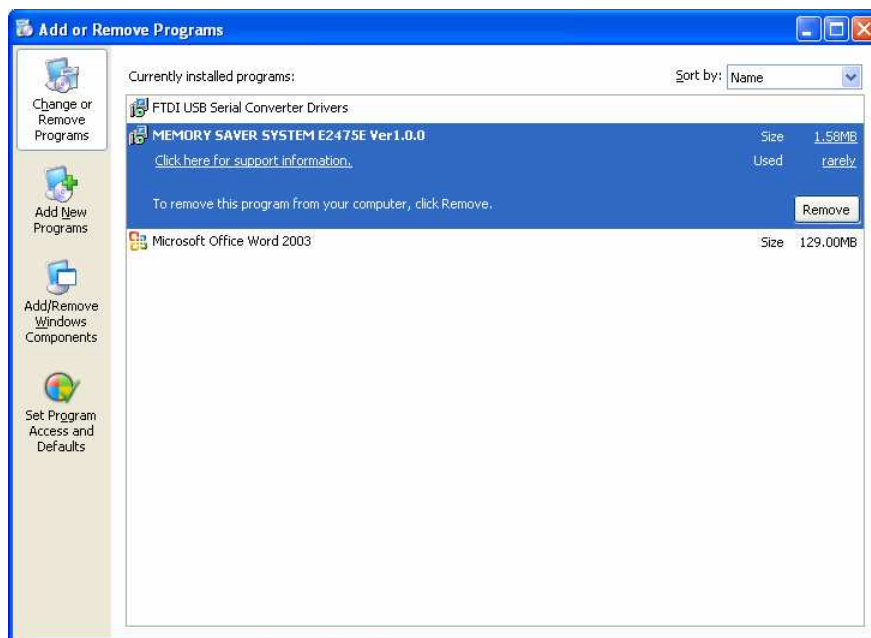 Add or Remove Programs
Change or
Remove
Programs
Add New
Programs
Add/Remove
Windows
Components
Set Program
Access and
Defaults
Currently installed programs:
Sort by: Name
FTDI USB Serial Converter Drivers
MEMORY SAVER SYSTEM E2475E Ver1.0.0 Size 1.58MB
Click here for support information. Used rarely
To remove this program from your computer, click Remove. Remove
Microsoft Office Word 2003 Size 129.00MB